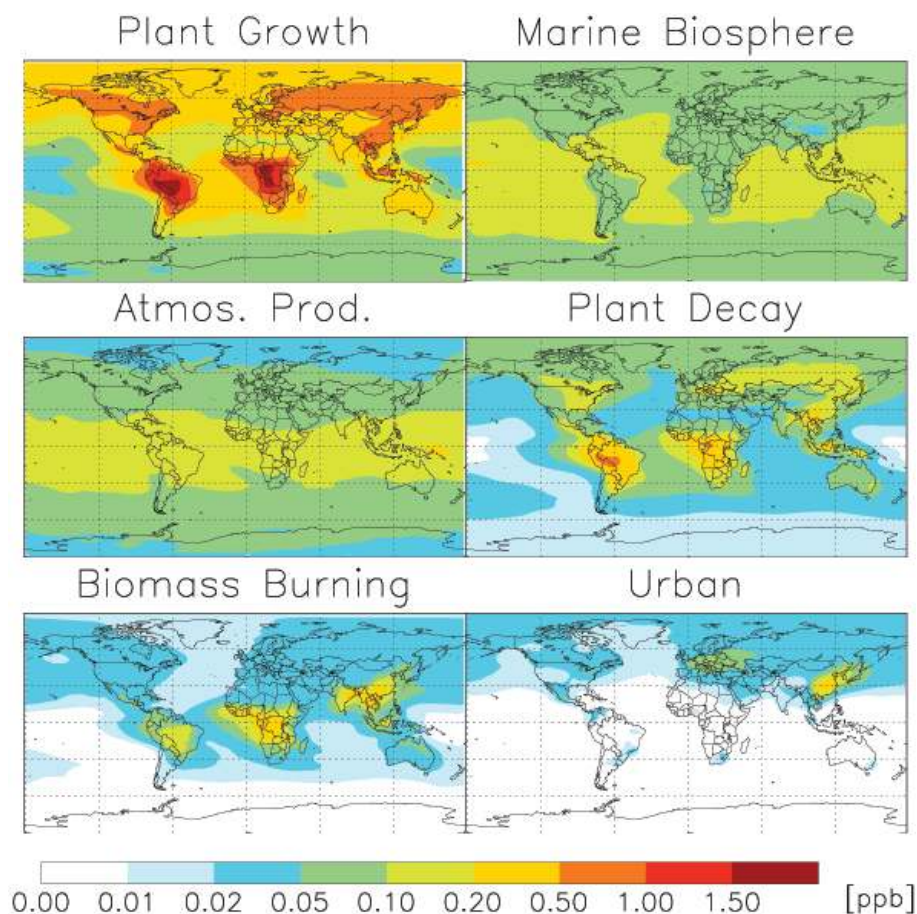 Plant Growth
Marine Biosphere
Atmos. Prod.
Plant Decay
Biomass Burning
Urban
0.00 0.01 0.02 0.05 0.10 0.20 0.50 1.00 1.50 [ppb]